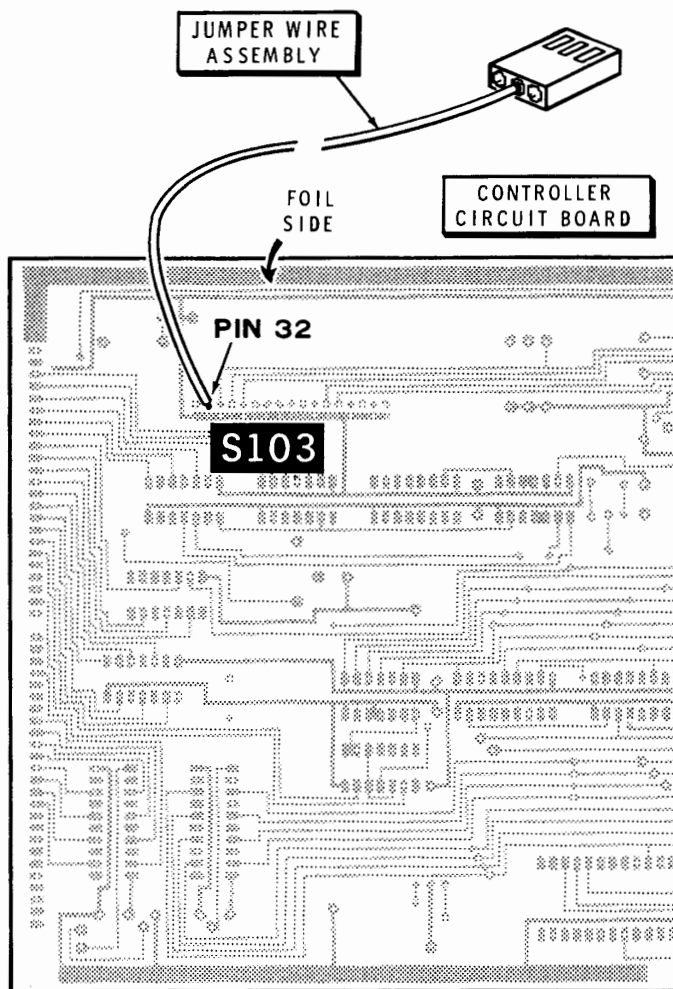 JUMPER WIRE
ASSEMBLY
FOIL
SIDE
CONTROLLER
CIRCUIT BOARD
PIN 32
S103